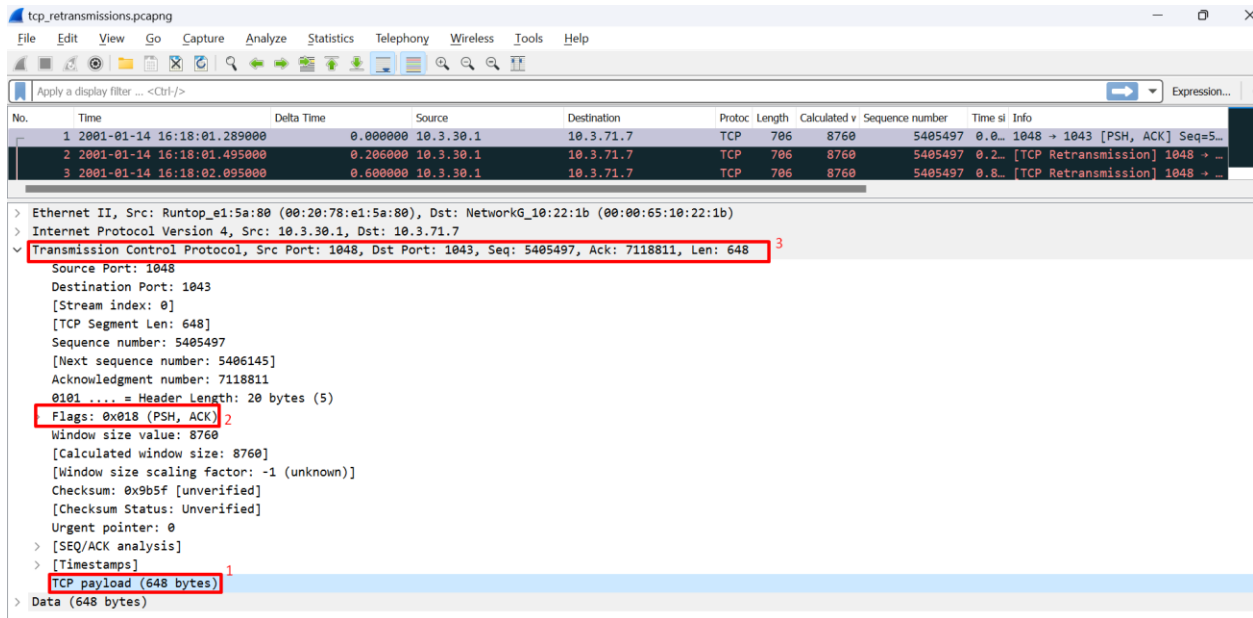 tcp_retransmissions.pcapng
File Edit View Go Capture Analyze Statistics Telephony Wireless Tools Help
Apply a display filter ... <Ctrl-/> Expression...
No. Time Delta Time Source Destination Protoc Length Calculated v Sequence number Time si Info
1 2001-01-14 16:18:01.289000 0.000000 10.3.30.1 10.3.71.7 TCP 706 8760 5405497 0.0… 1048 → 1043 [PSH, ACK] Seq=5…
2 2001-01-14 16:18:01.495000 0.206000 10.3.30.1 10.3.71.7 TCP 706 8760 5405497 0.2… [TCP Retransmission] 1048 → …
3 2001-01-14 16:18:02.095000 0.600000 10.3.30.1 10.3.71.7 TCP 706 8760 5405497 0.8… [TCP Retransmission] 1048 → …
> Ethernet II, Src: Runtop_e1:5a:80 (00:20:78:e1:5a:80), Dst: NetworkG_10:22:1b (00:00:65:10:22:1b)
> Internet Protocol Version 4, Src: 10.3.30.1, Dst: 10.3.71.7
Transmission Control Protocol, Src Port: 1048, Dst Port: 1043, Seq: 5405497, Ack: 7118811, Len: 648 3
Source Port: 1048
Destination Port: 1043
[Stream index: 0]
[TCP Segment Len: 648]
Sequence number: 5405497
[Next sequence number: 5406145]
Acknowledgment number: 7118811
0101 .... = Header Length: 20 bytes (5)
Flags: 0x018 (PSH, ACK) 2
Window size value: 8760
[Calculated window size: 8760]
[Window size scaling factor: -1 (unknown)]
Checksum: 0x9b5f [unverified]
[Checksum Status: Unverified]
Urgent pointer: 0
> [SEQ/ACK analysis]
> [Timestamps]
TCP payload (648 bytes) 1
> Data (648 bytes)